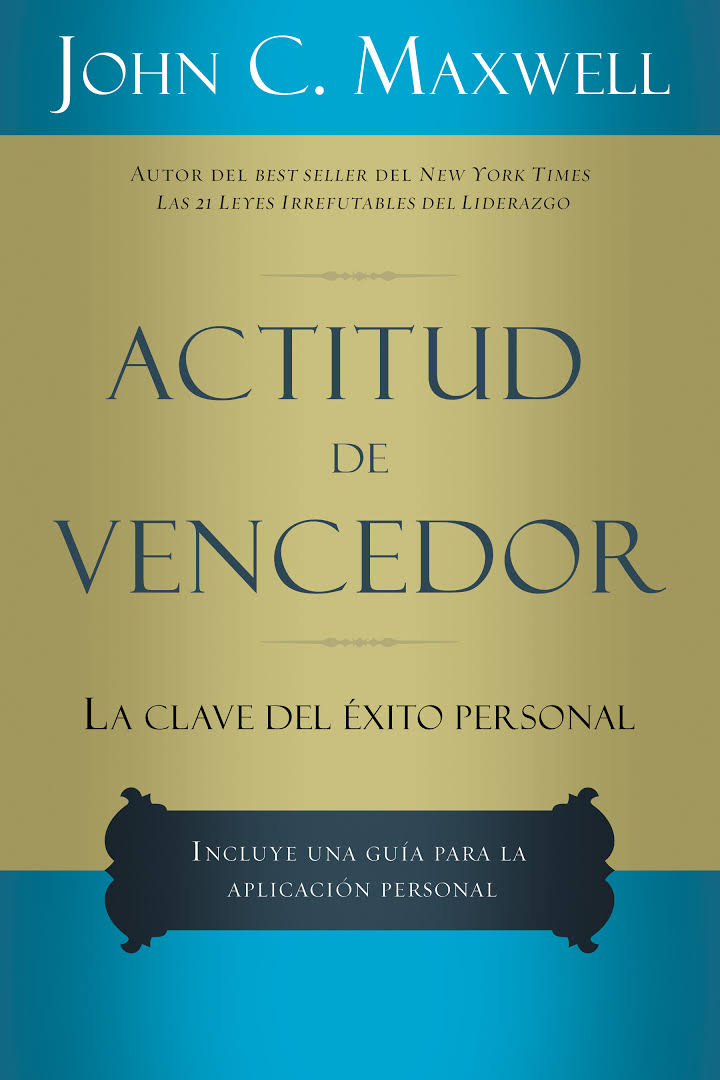 John C. Maxwell
Autor del best seller del New York Times
Las 21 Leyes Irrefutables del Liderazgo
ACTITUD
DE
VENCEDOR
La clave del éxito personal
Incluye una guía para la
aplicación personal